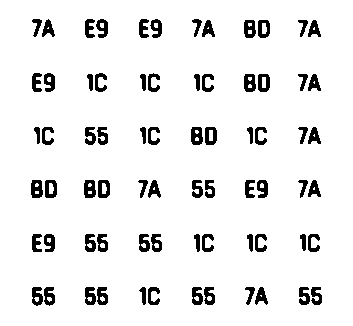 7A E9 E9 7A BD 7A
E9 1C 1C 1C BD 7A
1C 55 1C BD 1C 7A
BD BD 7A 55 E9 7A
E9 55 55 1C 1C 1C
55 55 1C 55 7A 55